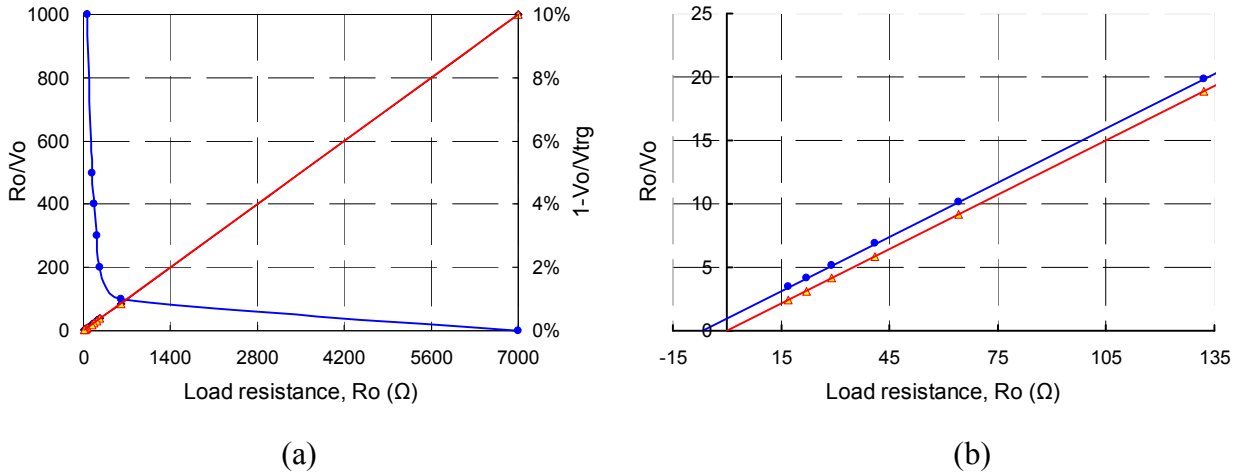 1000
800
600
400
200
0
Ro/Vo
10%
8%
6%
4%
2%
0%
1-Vo/Vtrg
0 1400 2800 4200 5600 7000
Load resistance, Ro (Ω)
(a)
25
20
15
10
5
0
Ro/Vo
-15 15 45 75 105 135
Load resistance, Ro (Ω)
(b)